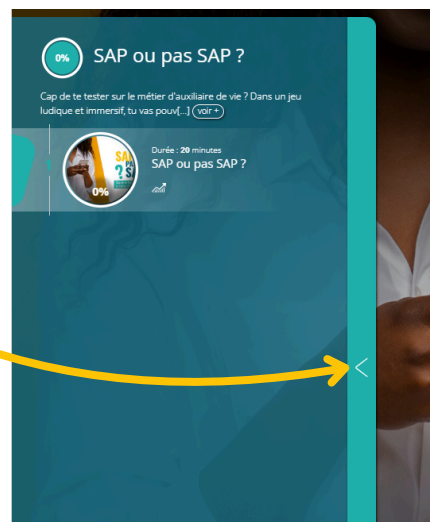 0%
SAP ou pas SAP ?
Cap de te tester sur le métier d'auxiliaire de vie ? Dans un jeu
ludique et immersif, tu vas pouv[...] voir +
Durée : 20 minutes
SAP ou pas SAP ?
0%